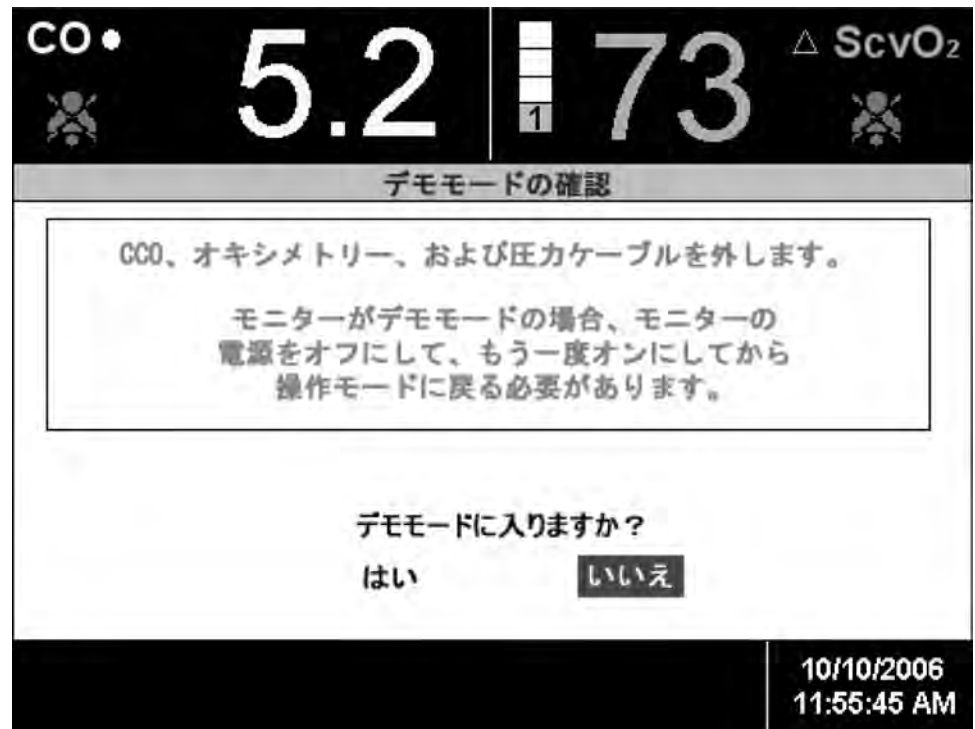 CO 5.2 1 73 △ ScvO₂
デモモードの確認
CCO、オキシメトリー、および圧力ケーブルを外します。
モニターがデモモードの場合、モニターの
電源をオフにして、もう一度オンにしてから
操作モードに戻る必要があります。
デモモードに入りますか？
はい いいえ
10/10/2006
11:55:45 AM